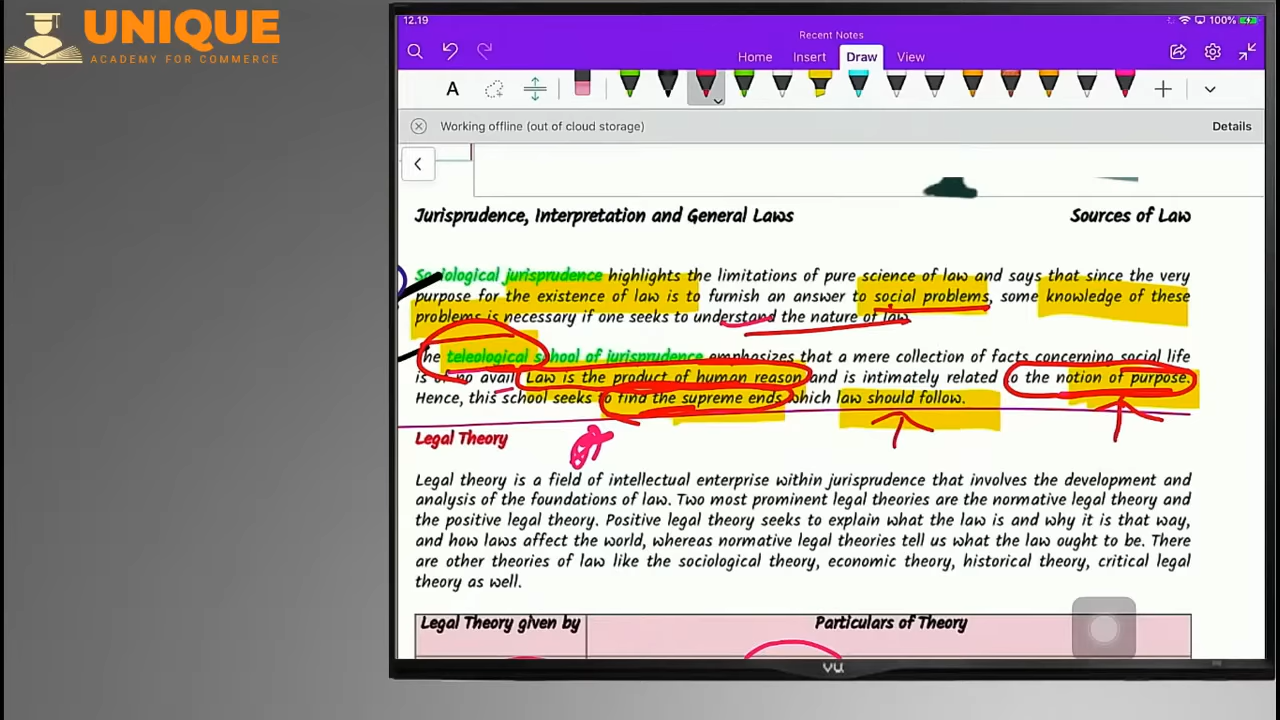 UNIQUE
ACADEMY FOR COMMERCE
12.19
100%
Recent Notes
Home Insert Draw View
A
Working offline (out of cloud storage)
Details
Jurisprudence, Interpretation and General Laws
Sources of Law
Sociological jurisprudence highlights the limitations of pure science of law and says that since the very
purpose for the existence of law is to furnish an answer to social problems, some knowledge of these
problems is necessary if one seeks to understand the nature of law.
The teleological school of jurisprudence emphasizes that a mere collection of facts concerning social life
is of no avail. Law is the product of human reason and is intimately related to the notion of purpose.
Hence, this school seeks to find the supreme ends which law should follow.
Legal Theory
Legal theory is a field of intellectual enterprise within jurisprudence that involves the development and
analysis of the foundations of law. Two most prominent legal theories are the normative legal theory and
the positive legal theory. Positive legal theory seeks to explain what the law is and why it is that way,
and how laws affect the world, whereas normative legal theories tell us what the law ought to be. There
are other theories of law like the sociological theory, economic theory, historical theory, critical legal
theory as well.
Legal Theory given by
Particulars of Theory
VU